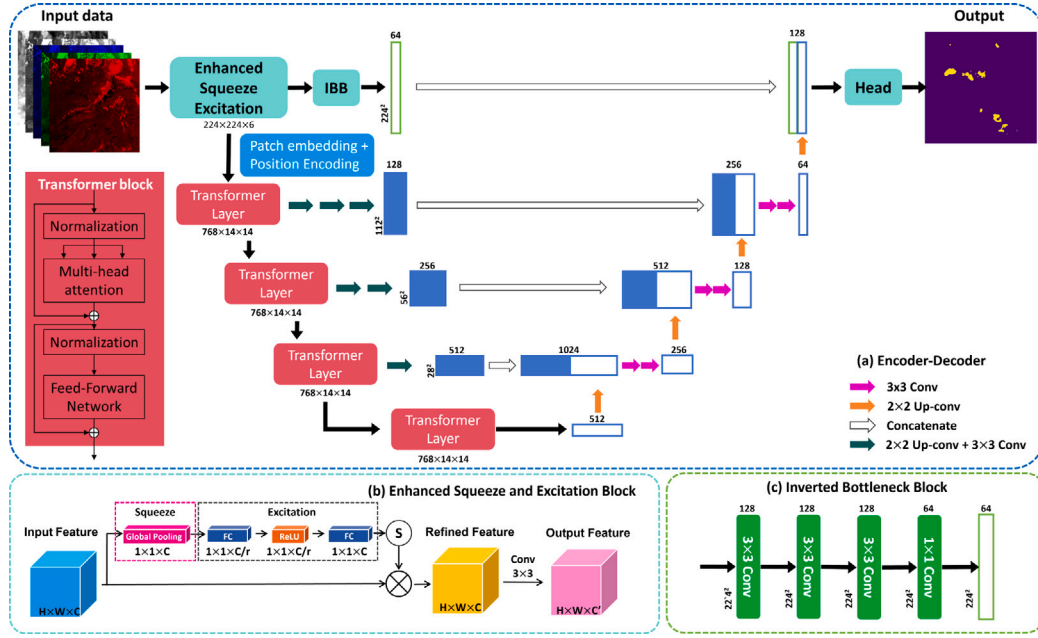 Input data
Output
Enhanced
Squeeze
Excitation
224×224×6
IBB
64
224²
128
Head
Patch embedding +
Position Encoding
Transformer block
Normalization
Multi-head
attention
Normalization
Feed-Forward
Network
Transformer
Layer
768×14×14
128
112²
256
64
Transformer
Layer
768×14×14
256
56²
512
128
Transformer
Layer
768×14×14
512
28²
1024
256
Transformer
Layer
768×14×14
512
(a) Encoder-Decoder
3x3 Conv
2×2 Up-conv
Concatenate
2×2 Up-conv + 3×3 Conv
(b) Enhanced Squeeze and Excitation Block
Input Feature
H×W×C
Squeeze
Global Pooling
1×1×C
Excitation
FC
1×1×C/r
ReLU
1×1×C/r
FC
1×1×C
S
Refined Feature
H×W×C
Conv
3×3
Output Feature
H×W×C'
(c) Inverted Bottleneck Block
128
3×3 Conv
22`4²
128
3×3 Conv
224²
128
3×3 Conv
224²
64
1×1 Conv
224²
64
224²